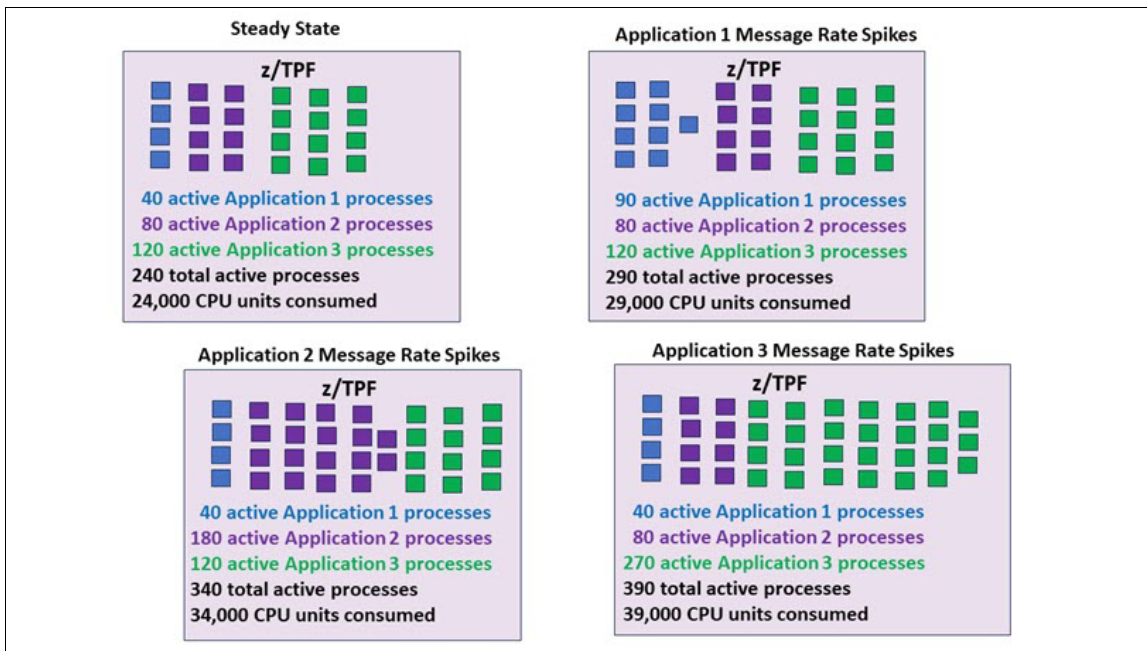 Steady State
z/TPF
40 active Application 1 processes
80 active Application 2 processes
120 active Application 3 processes
240 total active processes
24,000 CPU units consumed
Application 1 Message Rate Spikes
z/TPF
90 active Application 1 processes
80 active Application 2 processes
120 active Application 3 processes
290 total active processes
29,000 CPU units consumed
Application 2 Message Rate Spikes
z/TPF
40 active Application 1 processes
180 active Application 2 processes
120 active Application 3 processes
340 total active processes
34,000 CPU units consumed
Application 3 Message Rate Spikes
z/TPF
40 active Application 1 processes
80 active Application 2 processes
270 active Application 3 processes
390 total active processes
39,000 CPU units consumed